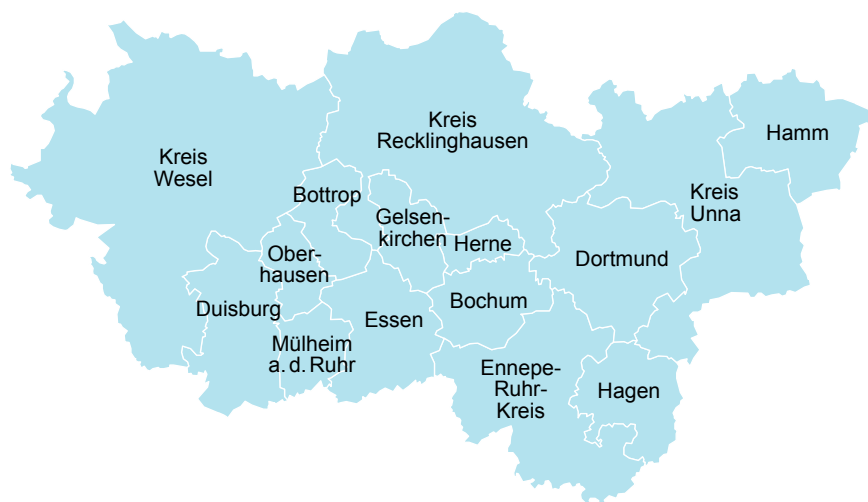 Kreis
Recklinghausen
Hamm
Kreis
Wesel
Bottrop
Kreis
Unna
Gelsen-
kirchen
Herne
Ober-
hausen
Dortmund
Duisburg
Essen
Bochum
Mülheim
a. d. Ruhr
Ennepe-
Ruhr-
Kreis
Hagen